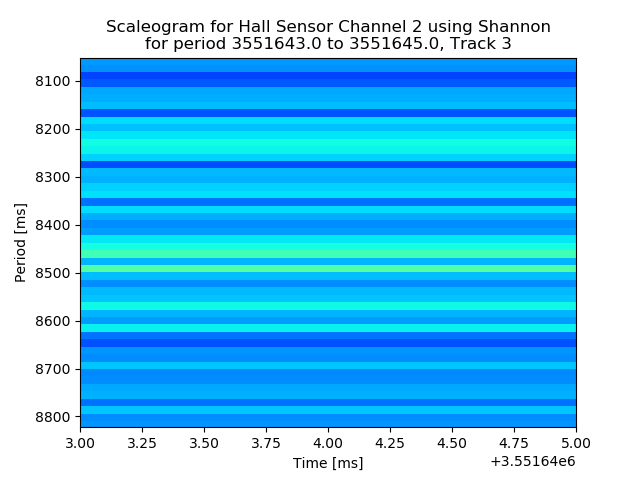 Scaleogram for Hall Sensor Channel 2 using Shannon
for period 3551643.0 to 3551645.0, Track 3
Period [ms]
8100
8200
8300
8400
8500
8600
8700
8800
3.00 3.25 3.50 3.75 4.00 4.25 4.50 4.75 5.00
Time [ms]
+3.55164e6